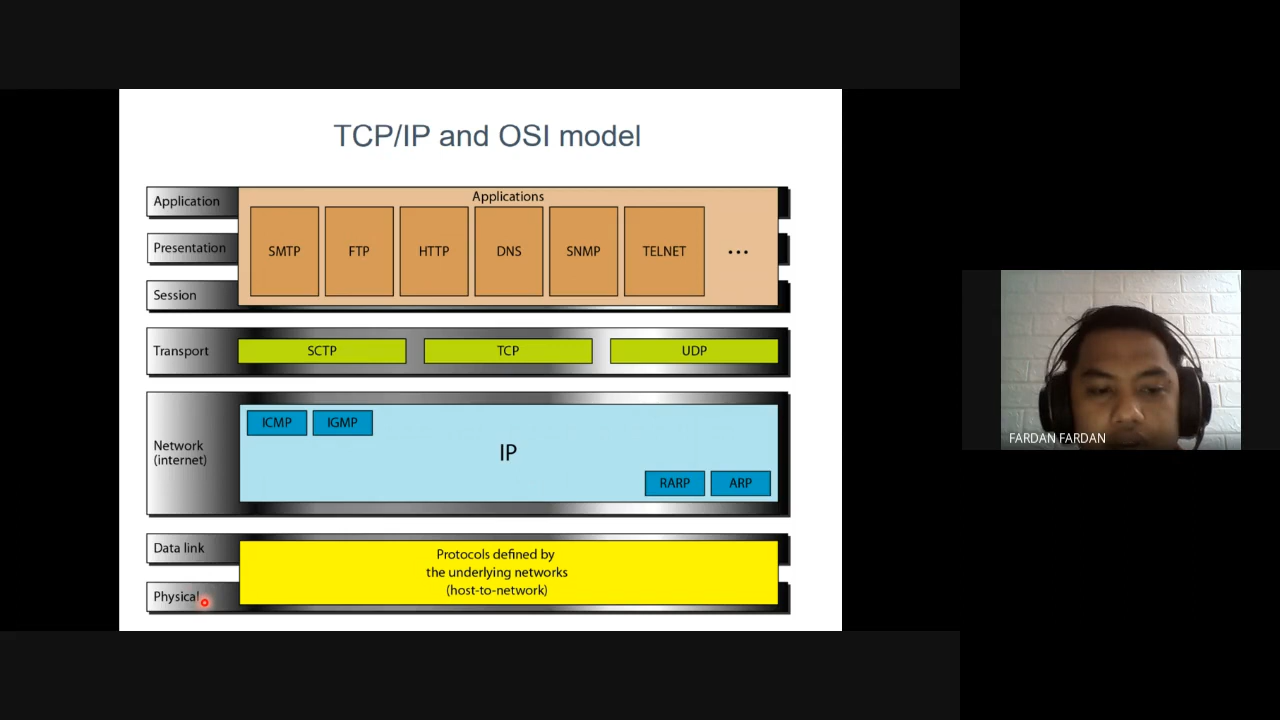 TCP/IP and OSI model
Application
Applications
Presentation
SMTP
FTP
HTTP
DNS
SNMP
TELNET
...
Session
Transport
SCTP
TCP
UDP
Network
(internet)
ICMP
IGMP
IP
RARP
ARP
Data link
Protocols defined by
the underlying networks
(host-to-network)
Physical
FARDAN FARDAN